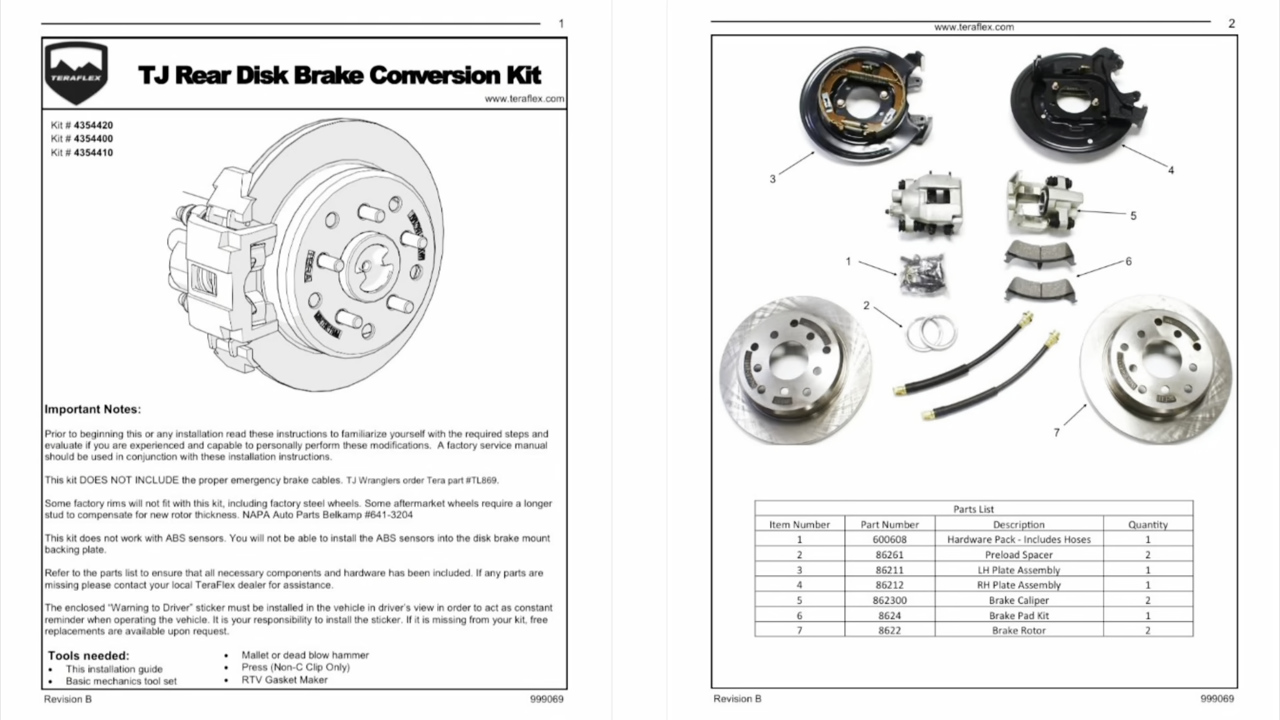 1
TERAFLEX
TJ Rear Disk Brake Conversion Kit
www.teraflex.com
Kit # 4354420
Kit # 4354400
Kit # 4354410
Important Notes:
Prior to beginning this or any installation read these instructions to familiarize yourself with the required steps and
evaluate if you are experienced and capable to personally perform these modifications. A factory service manual
should be used in conjunction with these installation instructions.
This kit DOES NOT INCLUDE the proper emergency brake cables. TJ Wranglers order Tera part #TL869.
Some factory rims will not fit with this kit, including factory steel wheels. Some aftermarket wheels require a longer
stud to compensate for new rotor thickness. NAPA Auto Parts Belkamp #641-3204
This kit does not work with ABS sensors. You will not be able to install the ABS sensors into the disk brake mount
backing plate.
Refer to the parts list to ensure that all necessary components and hardware has been included. If any parts are
missing please contact your local TeraFlex dealer for assistance.
The enclosed “Warning to Driver” sticker must be installed in the vehicle in driver’s view in order to act as constant
reminder when operating the vehicle. It is your responsibility to install the sticker. If it is missing from your kit, free
replacements are available upon request.
Tools needed:
• This installation guide
• Basic mechanics tool set
• Mallet or dead blow hammer
• Press (Non-C Clip Only)
• RTV Gasket Maker
Revision B 999069
www.teraflex.com 2
3
4
5
1
6
2
7
Parts List
Item Number Part Number Description Quantity
1 600608 Hardware Pack - Includes Hoses 1
2 86261 Preload Spacer 2
3 86211 LH Plate Assembly 1
4 86212 RH Plate Assembly 1
5 862300 Brake Caliper 2
6 8624 Brake Pad Kit 1
7 8622 Brake Rotor 2
Revision B 999069